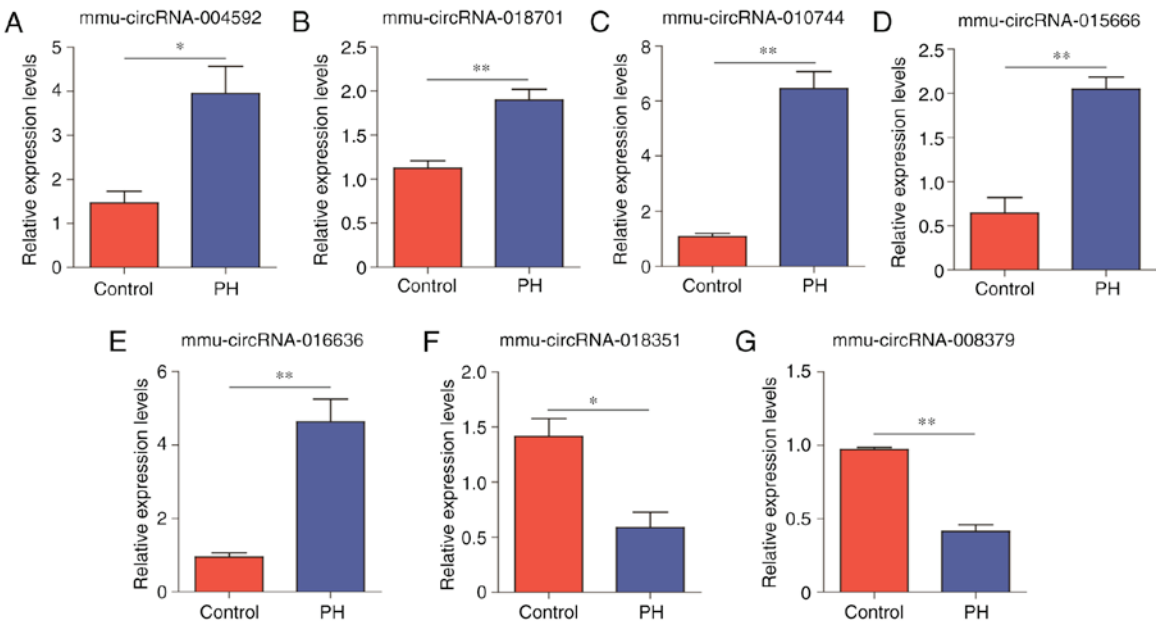 A mmu-circRNA-004592
Relative expression levels
5
4
3
2
1
0
*
Control PH
B mmu-circRNA-018701
Relative expression levels
2.5
2.0
1.5
1.0
0.5
0
**
Control PH
C mmu-circRNA-010744
Relative expression levels
8
6
4
2
0
**
Control PH
D mmu-circRNA-015666
Relative expression levels
2.5
2.0
1.5
1.0
0.5
0
**
Control PH
E mmu-circRNA-016636
Relative expression levels
6
4
2
0
**
Control PH
F mmu-circRNA-018351
Relative expression levels
2.0
1.5
1.0
0.5
0
*
Control PH
G mmu-circRNA-008379
Relative expression levels
1.5
1.0
0.5
0
**
Control PH